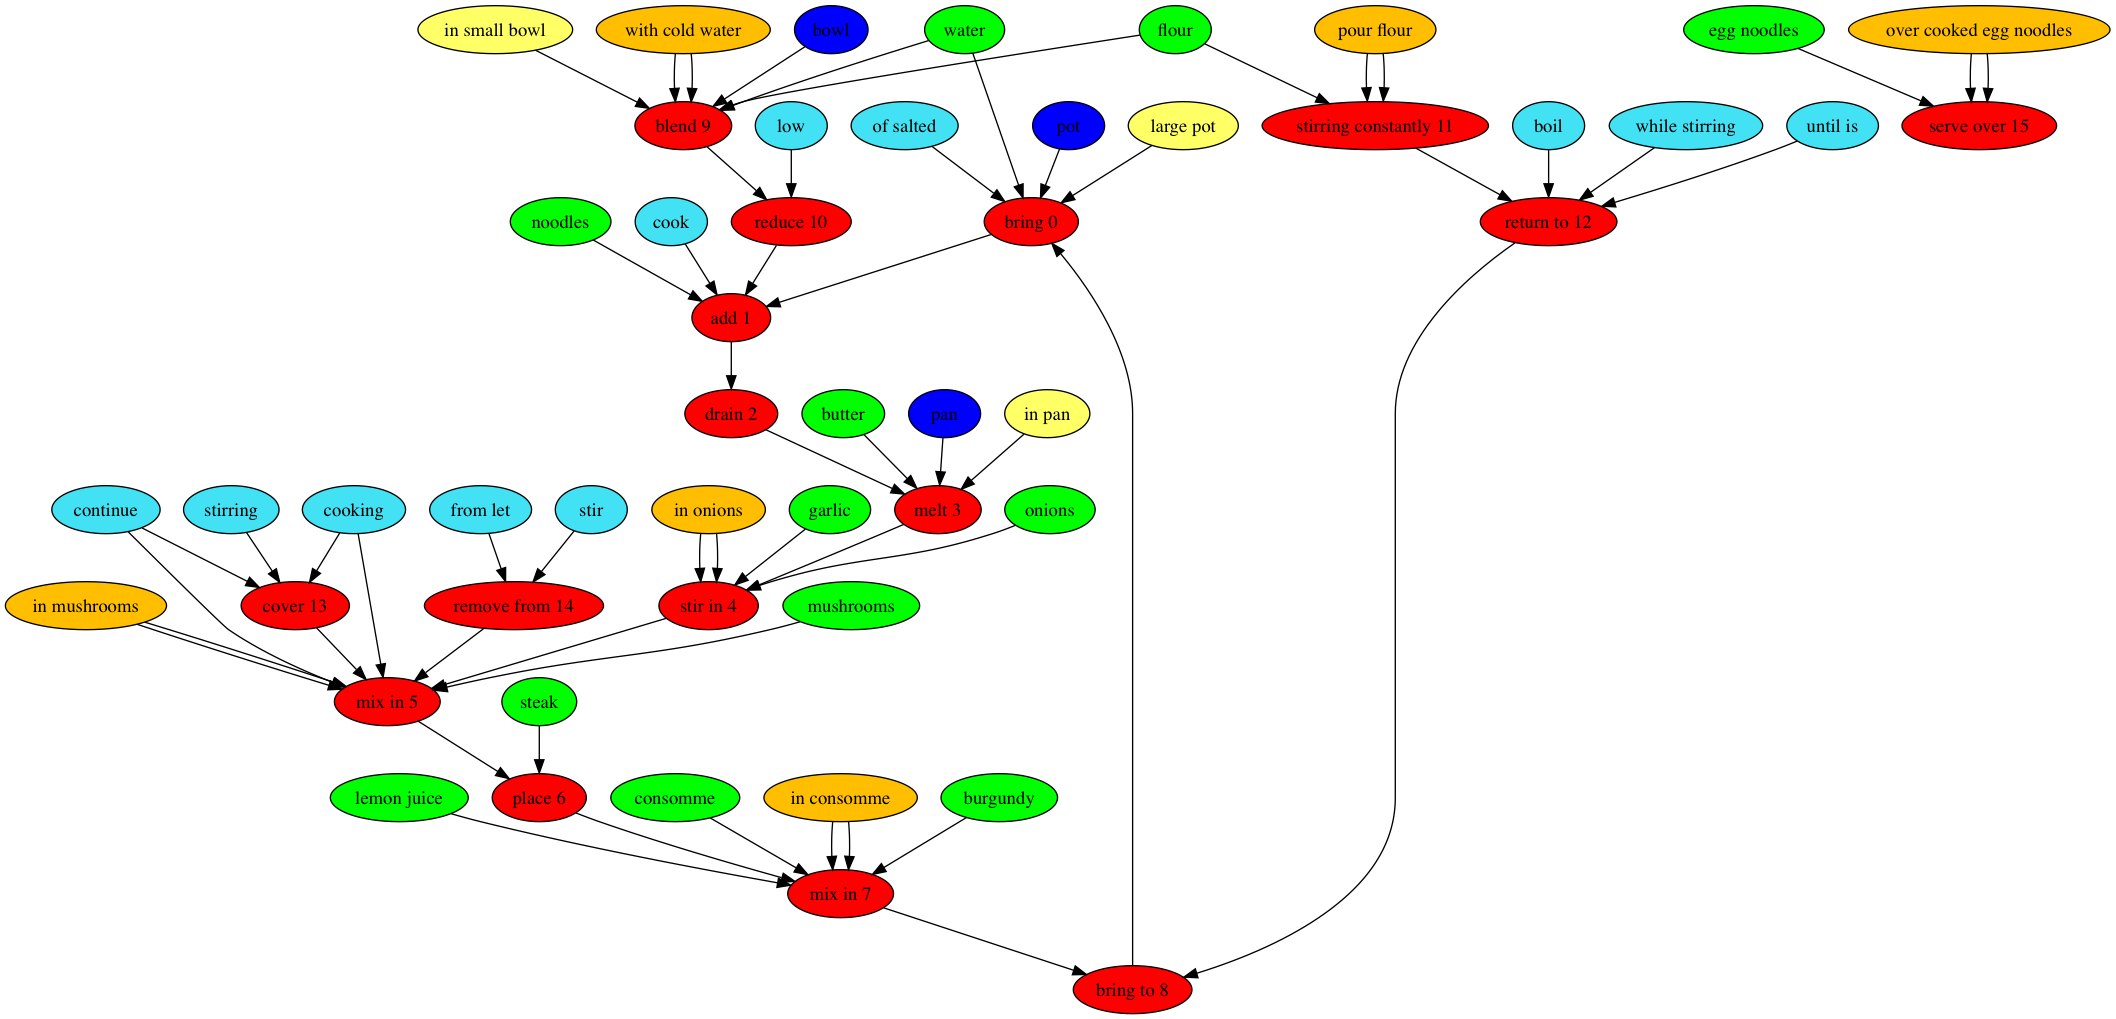 in small bowl
with cold water
bowl
water
flour
pour flour
egg noodles
over cooked egg noodles
blend 9
low
of salted
pot
large pot
stirring constantly 11
boil
while stirring
until is
serve over 15
noodles
cook
reduce 10
bring 0
return to 12
add 1
drain 2
butter
pan
in pan
continue
stirring
cooking
from let
stir
in onions
garlic
melt 3
onions
in mushrooms
cover 13
remove from 14
stir in 4
mushrooms
mix in 5
steak
lemon juice
place 6
consomme
in consomme
burgundy
mix in 7
bring to 8